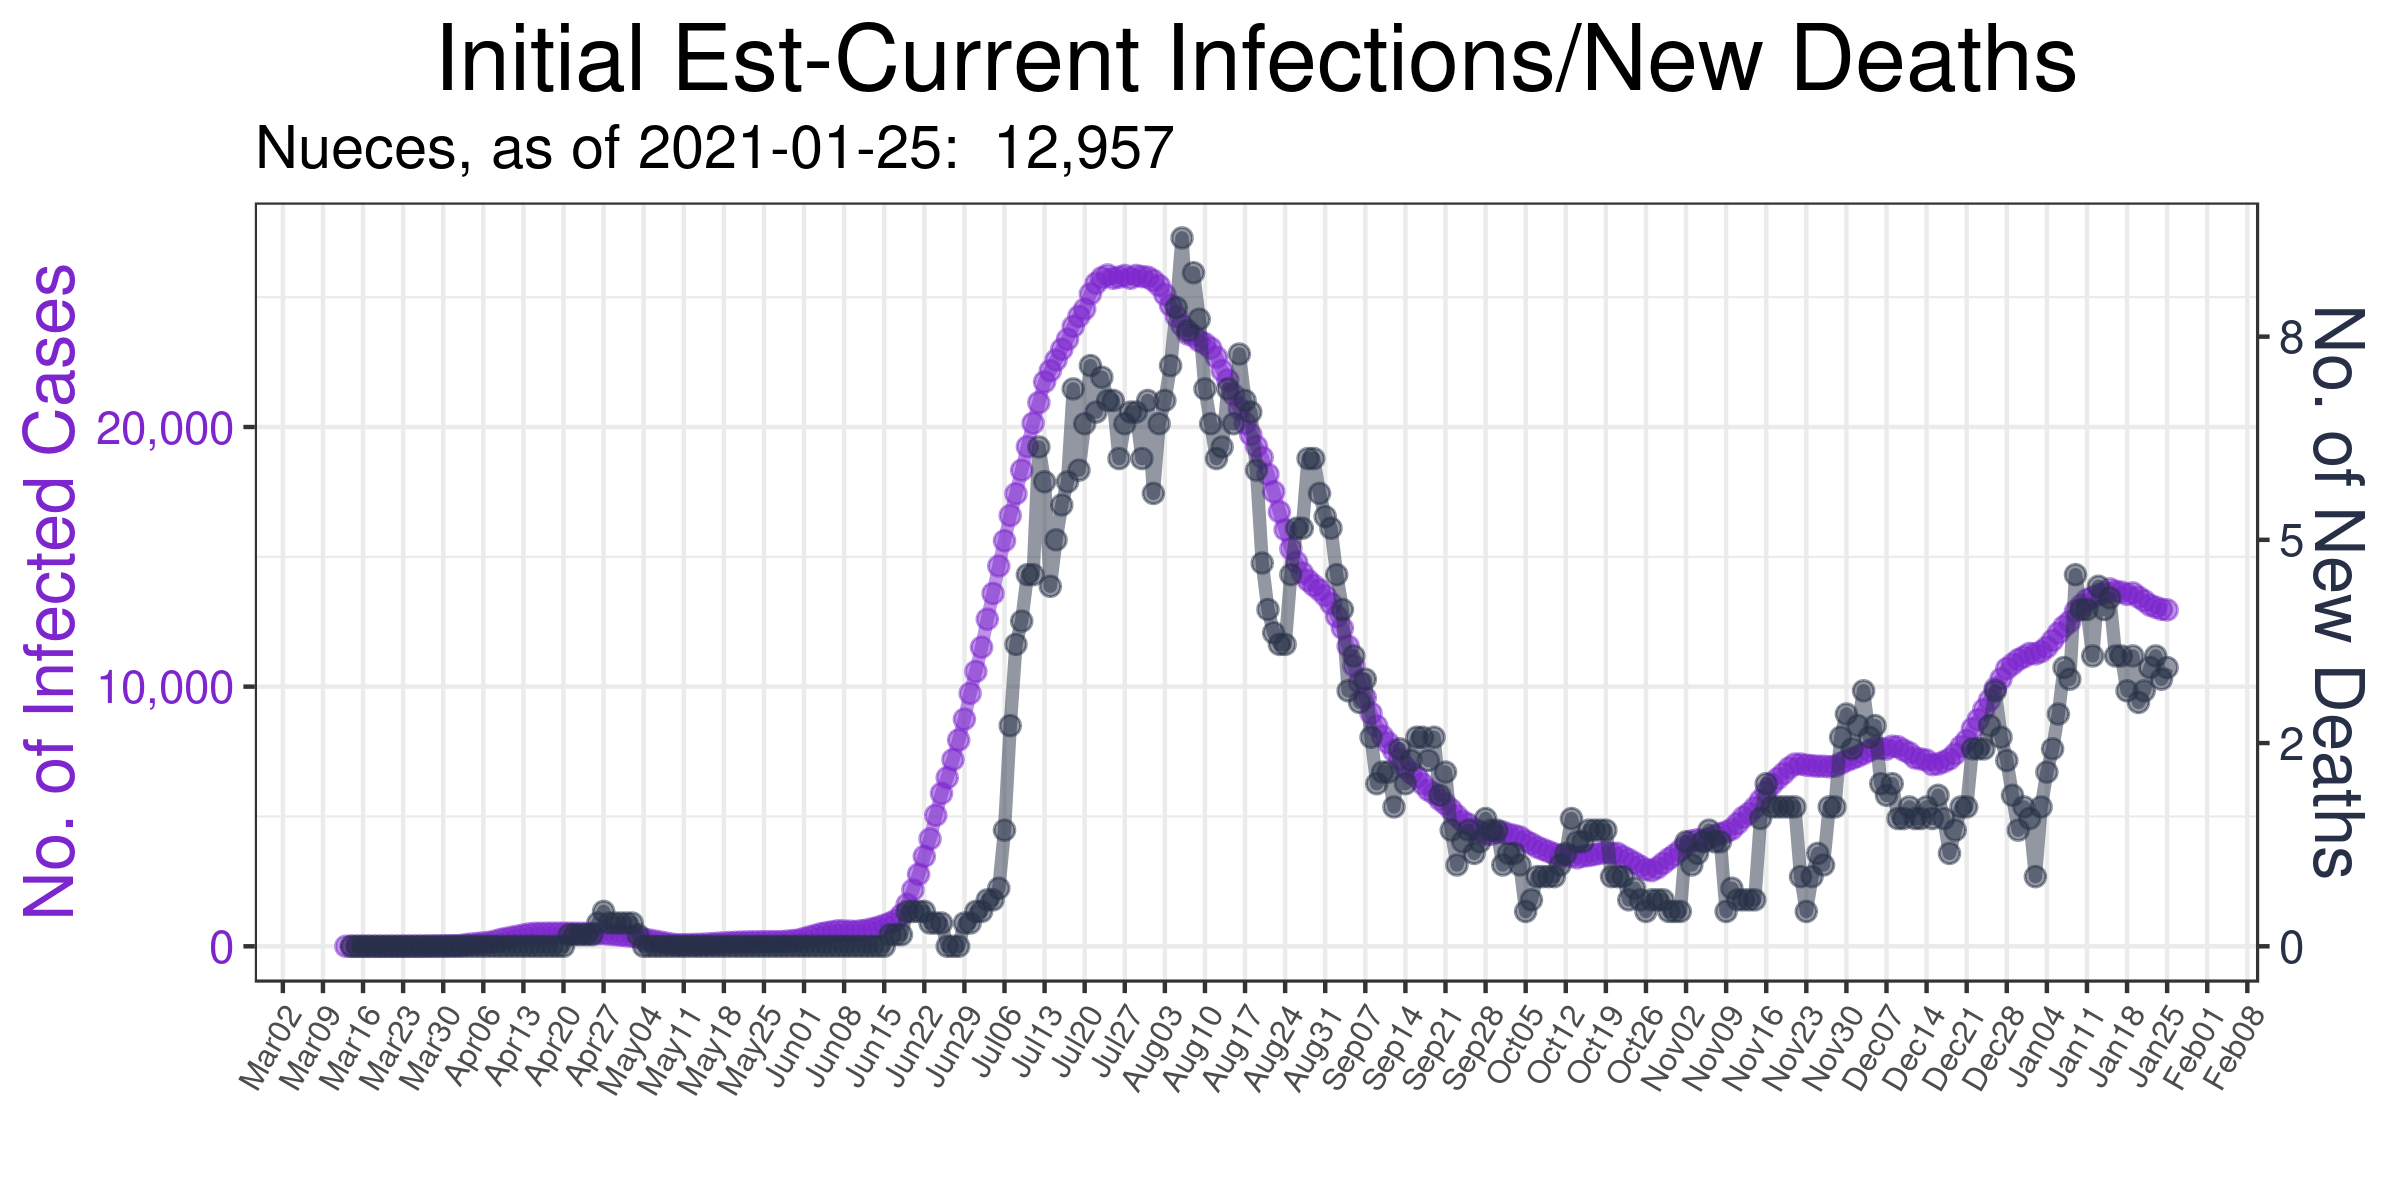 Initial Est-Current Infections/New Deaths
Nueces, as of 2021-01-25: 12,957
No. of Infected Cases
20,000
10,000
0
8
5
2
0
No. of New Deaths
Mar02
Mar09
Mar16
Mar23
Mar30
Apr06
Apr13
Apr20
Apr27
May04
May11
May18
May25
Jun01
Jun08
Jun15
Jun22
Jun29
Jul06
Jul13
Jul20
Jul27
Aug03
Aug10
Aug17
Aug24
Aug31
Sep07
Sep14
Sep21
Sep28
Oct05
Oct12
Oct19
Oct26
Nov02
Nov09
Nov16
Nov23
Nov30
Dec07
Dec14
Dec21
Dec28
Jan04
Jan11
Jan18
Jan25
Feb01
Feb08